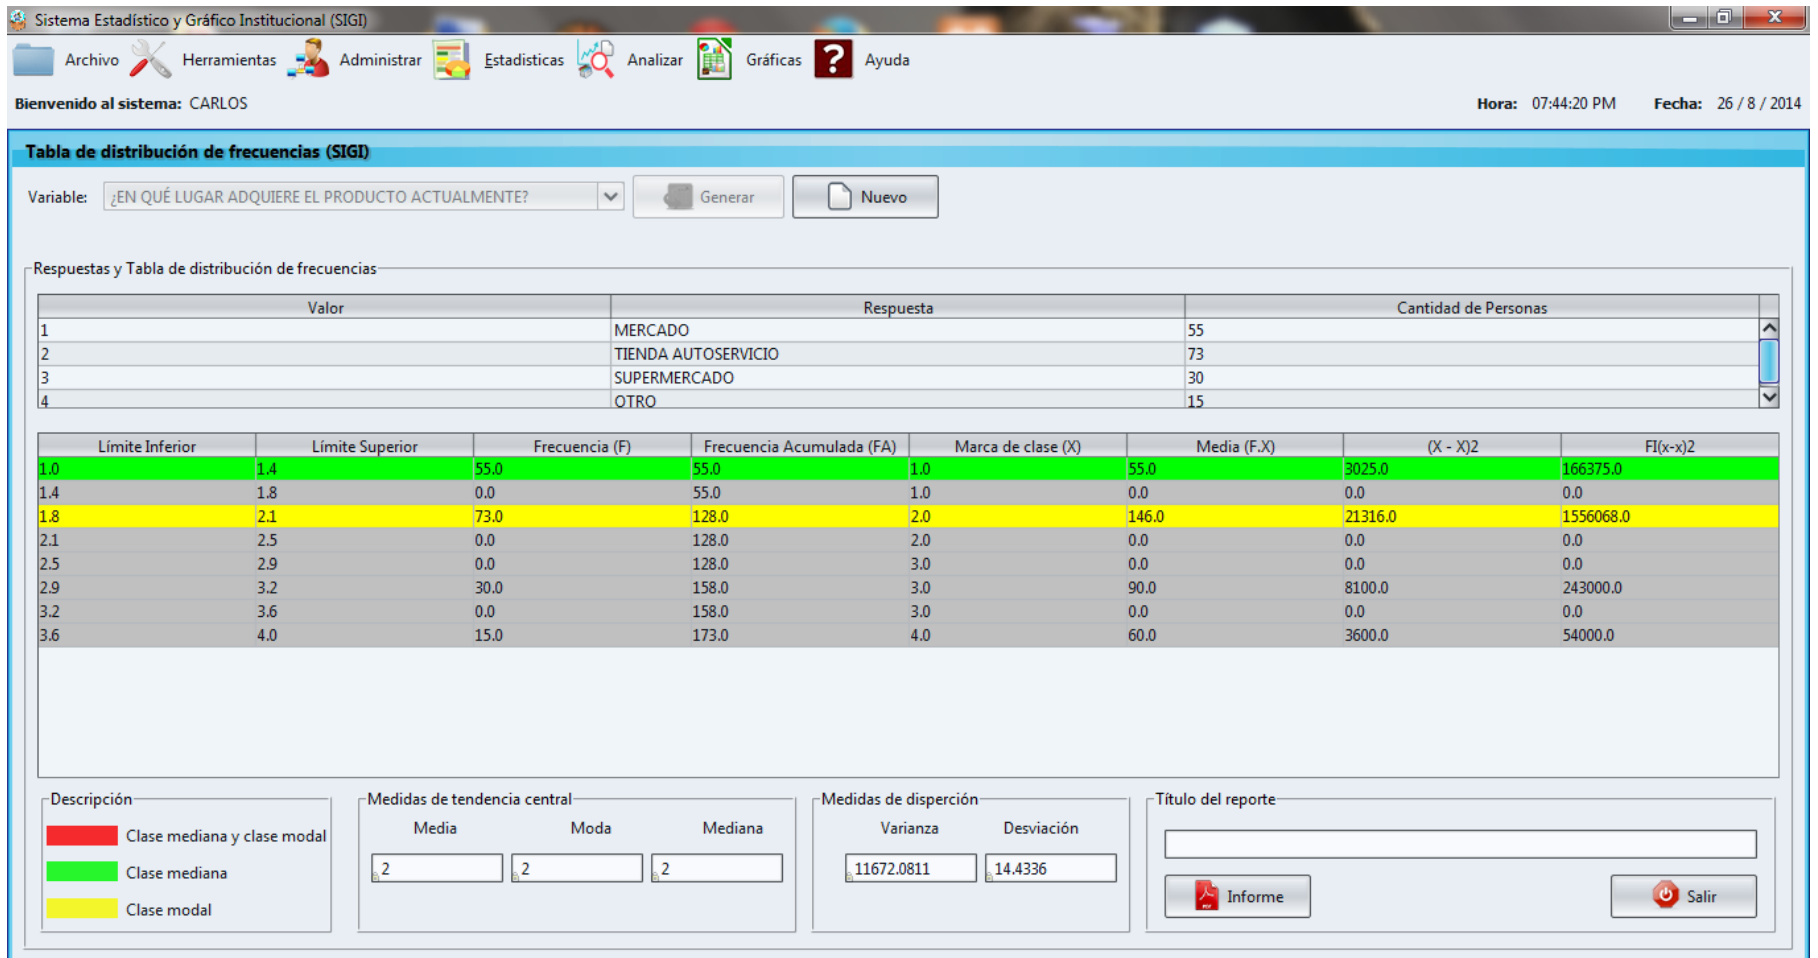 Sistema Estadístico y Gráfico Institucional (SIGI)
Archivo Herramientas Administrar Estadisticas Analizar Gráficas ? Ayuda
Bienvenido al sistema: CARLOS Hora: 07:44:20 PM Fecha: 26 / 8 / 2014
Tabla de distribución de frecuencias (SIGI)
Variable: ¿EN QUÉ LUGAR ADQUIERE EL PRODUCTO ACTUALMENTE? Generar Nuevo
Respuestas y Tabla de distribución de frecuencias
Valor Respuesta Cantidad de Personas
1 MERCADO 55
2 TIENDA AUTOSERVICIO 73
3 SUPERMERCADO 30
4 OTRO 15
Límite Inferior Límite Superior Frecuencia (F) Frecuencia Acumulada (FA) Marca de clase (X) Media (F.X) (X - X)2 FI(x-x)2
1.0 1.4 55.0 55.0 1.0 55.0 3025.0 166375.0
1.4 1.8 0.0 55.0 1.0 0.0 0.0 0.0
1.8 2.1 73.0 128.0 2.0 146.0 21316.0 1556068.0
2.1 2.5 0.0 128.0 2.0 0.0 0.0 0.0
2.5 2.9 0.0 128.0 3.0 0.0 0.0 0.0
2.9 3.2 30.0 158.0 3.0 90.0 8100.0 243000.0
3.2 3.6 0.0 158.0 3.0 0.0 0.0 0.0
3.6 4.0 15.0 173.0 4.0 60.0 3600.0 54000.0
Descripción Medidas de tendencia central Medidas de disperción Título del reporte
Clase mediana y clase modal Media Moda Mediana Varianza Desviación
Clase mediana 2 2 2 11672.0811 14.4336
Clase modal PDF Informe Salir